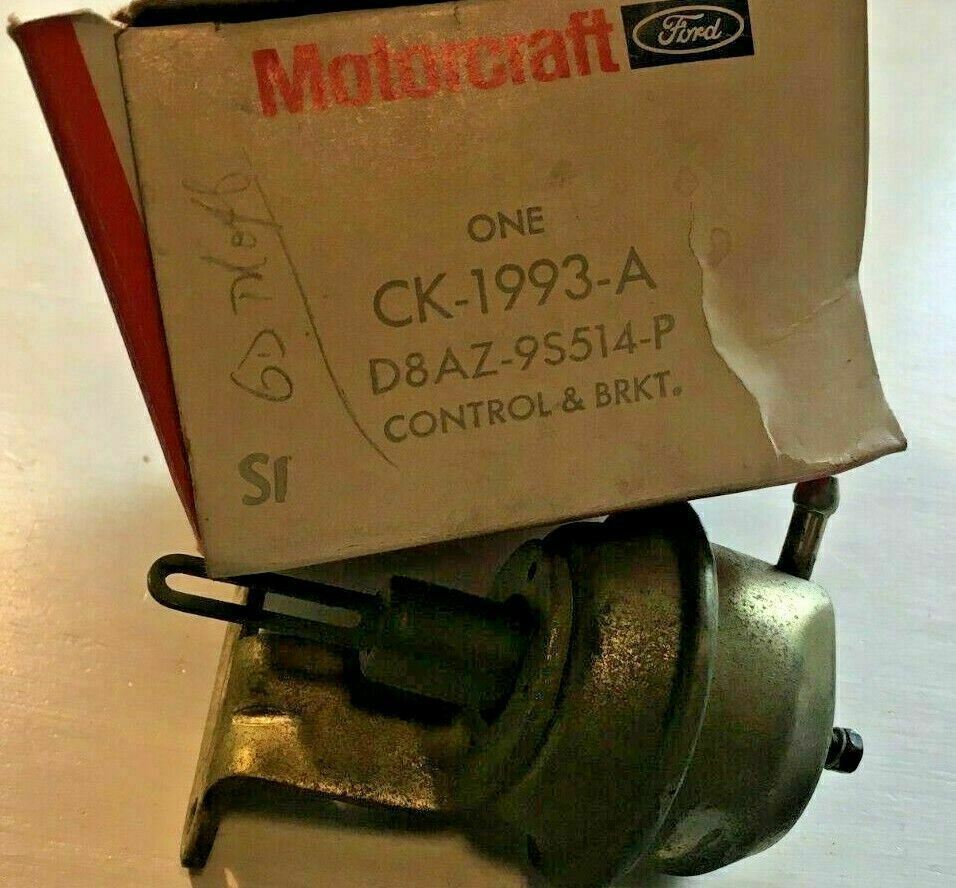 Motorcraft Ford
ONE
CK-1993-A
D8AZ-9S514-P
CONTROL & BRKT.
SI